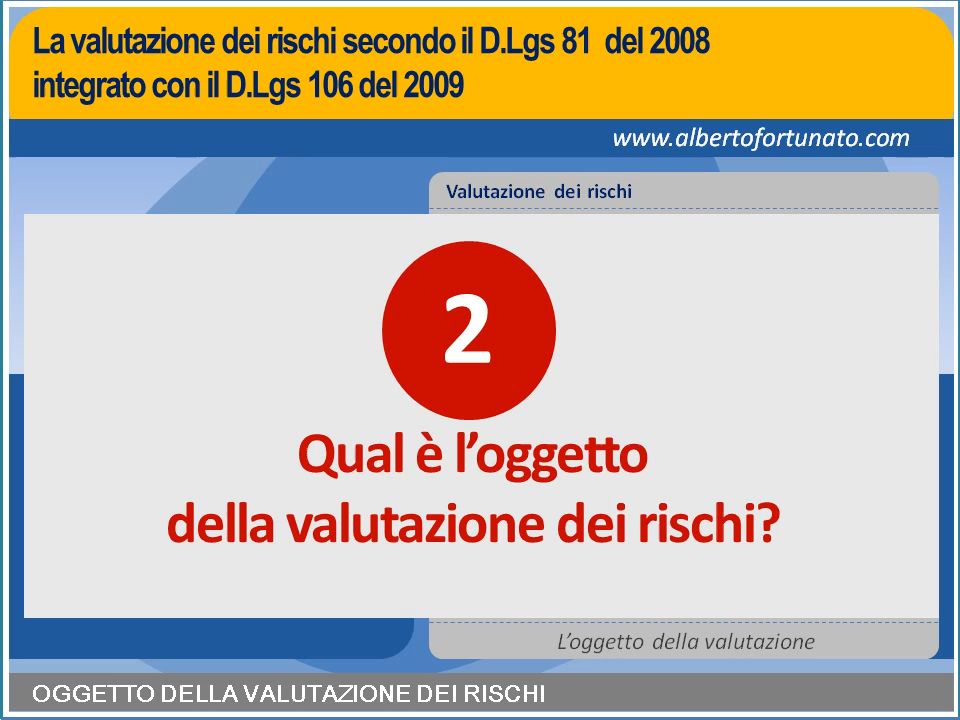 La valutazione dei rischi secondo il D.Lgs 81 del 2008
integrato con il D.Lgs 106 del 2009
www.albertofortunato.com
Valutazione dei rischi
2
Qual è l’oggetto
della valutazione dei rischi?
L’oggetto della valutazione
OGGETTO DELLA VALUTAZIONE DEI RISCHI